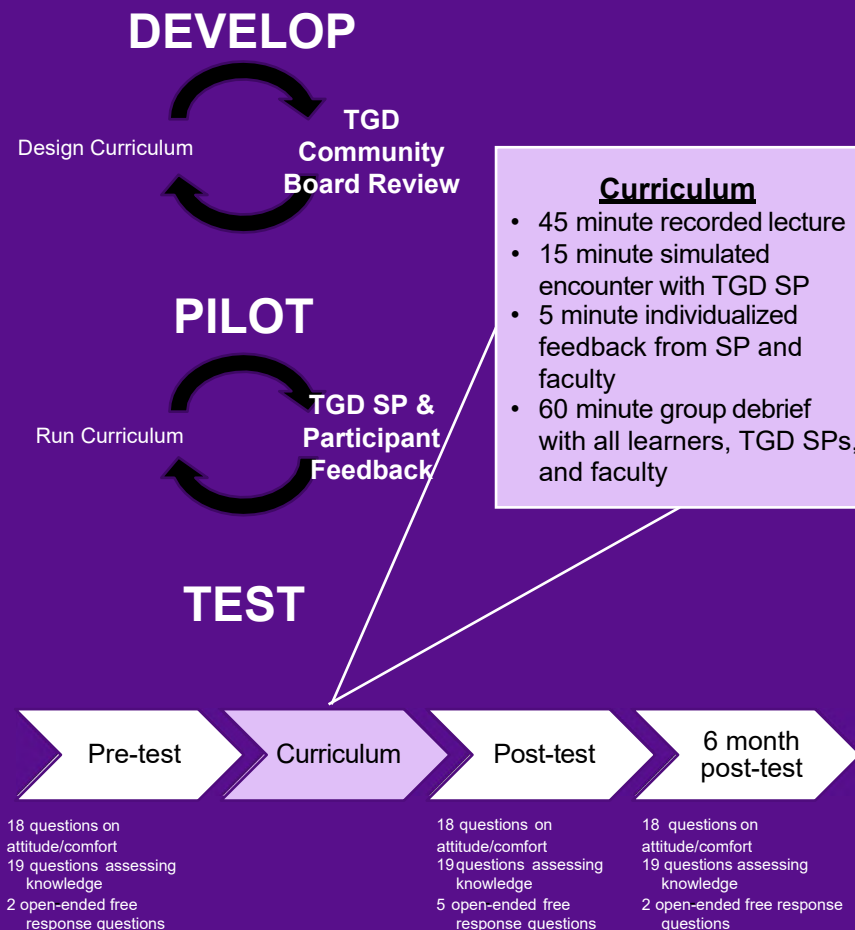 DEVELOP
Design Curriculum
TGD
Community
Board Review
PILOT
Run Curriculum
TGD SP &
Participant
Feedback
Curriculum
• 45 minute recorded lecture
• 15 minute simulated
encounter with TGD SP
• 5 minute individualized
feedback from SP and
faculty
• 60 minute group debrief
with all learners, TGD SPs,
and faculty
TEST
Pre-test
Curriculum
Post-test
6 month
post-test
18 questions on
attitude/comfort
19 questions assessing
knowledge
2 open-ended free
response questions
18 questions on
attitude/comfort
19questions assessing
knowledge
5 open-ended free
response questions
18 questions on
attitude/comfort
19 questions assessing
knowledge
2 open-ended free response
questions